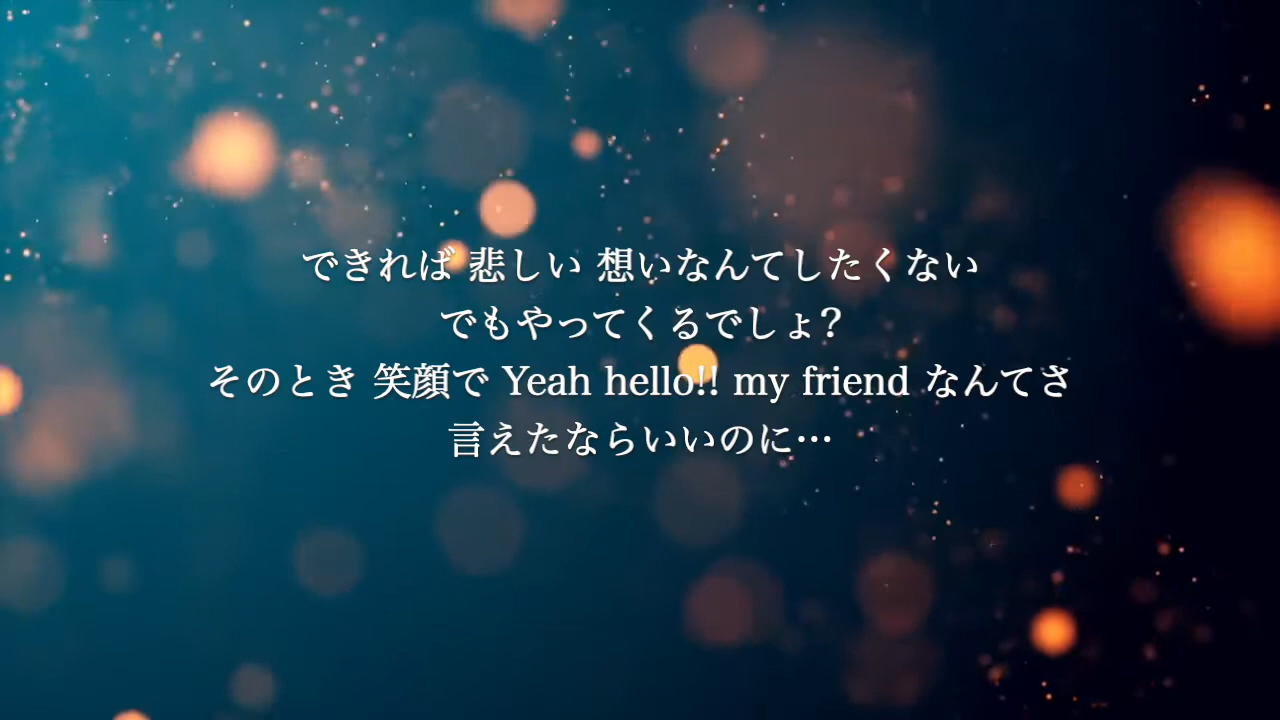 できれば 悲しい 想いなんてしたくない
でもやってくるでしょ?
そのとき 笑顔で Yeah hello!! my friend なんてさ
言えたならいいのに…